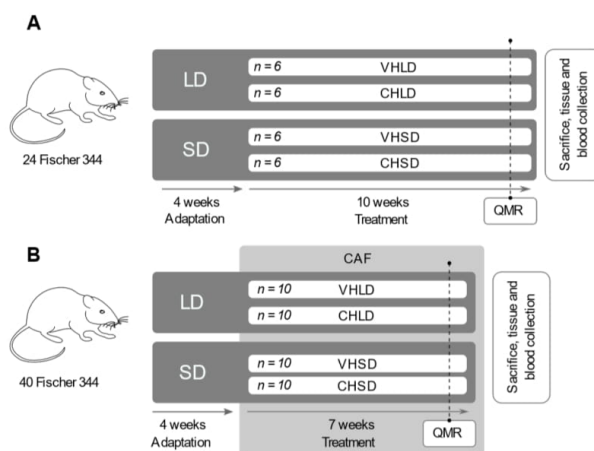 A
24 Fischer 344
LD
n = 6 VHLD
n = 6 CHLD
SD
n = 6 VHSD
n = 6 CHSD
4 weeks
Adaptation
10 weeks
Treatment
QMR
Sacrifice, tissue and
blood collection
B
40 Fischer 344
CAF
LD
n = 10 VHLD
n = 10 CHLD
SD
n = 10 VHSD
n = 10 CHSD
4 weeks
Adaptation
7 weeks
Treatment
QMR
Sacrifice, tissue and
blood collection